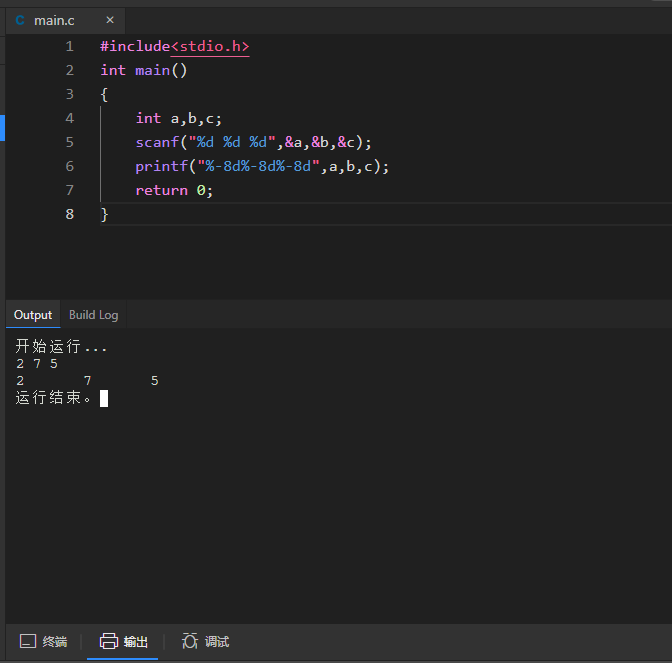 C main.c ×
1 #include<stdio.h>
2 int main()
3 {
4     int a,b,c;
5     scanf("%d %d %d",&a,&b,&c);
6     printf("%-8d%-8d%-8d",a,b,c);
7     return 0;
8 }
Output Build Log
开始运行...
2 7 5
2       7       5
运行结束。
终端 输出 调试